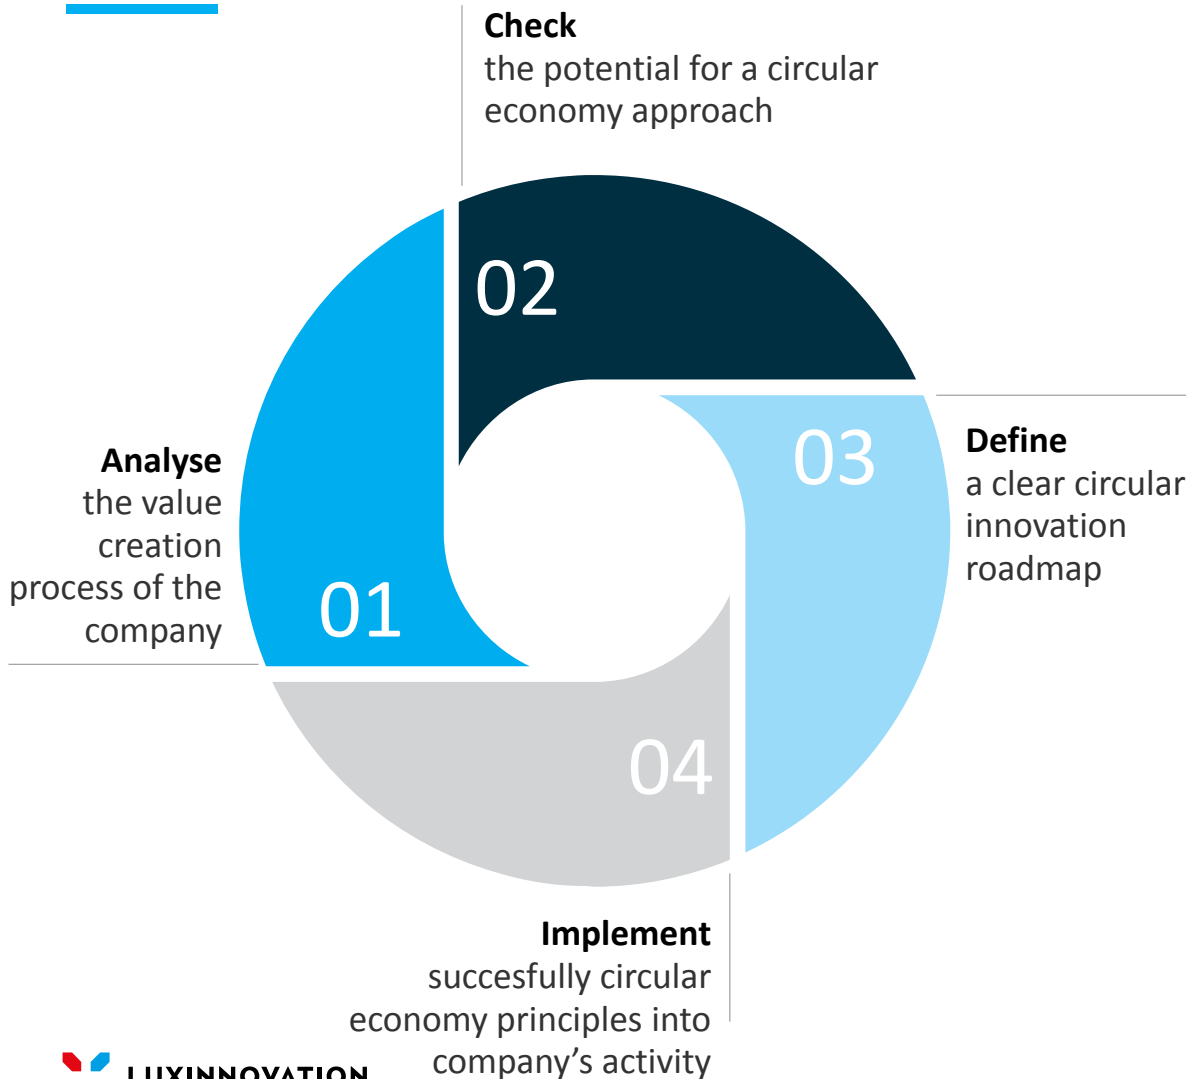 Check
the potential for a circular
economy approach
02
03
Define
a clear circular
innovation
roadmap
Analyse
the value
creation
process of the
company
01
04
Implement
succesfully circular
economy principles into
company’s activity
LUXINNOVATION